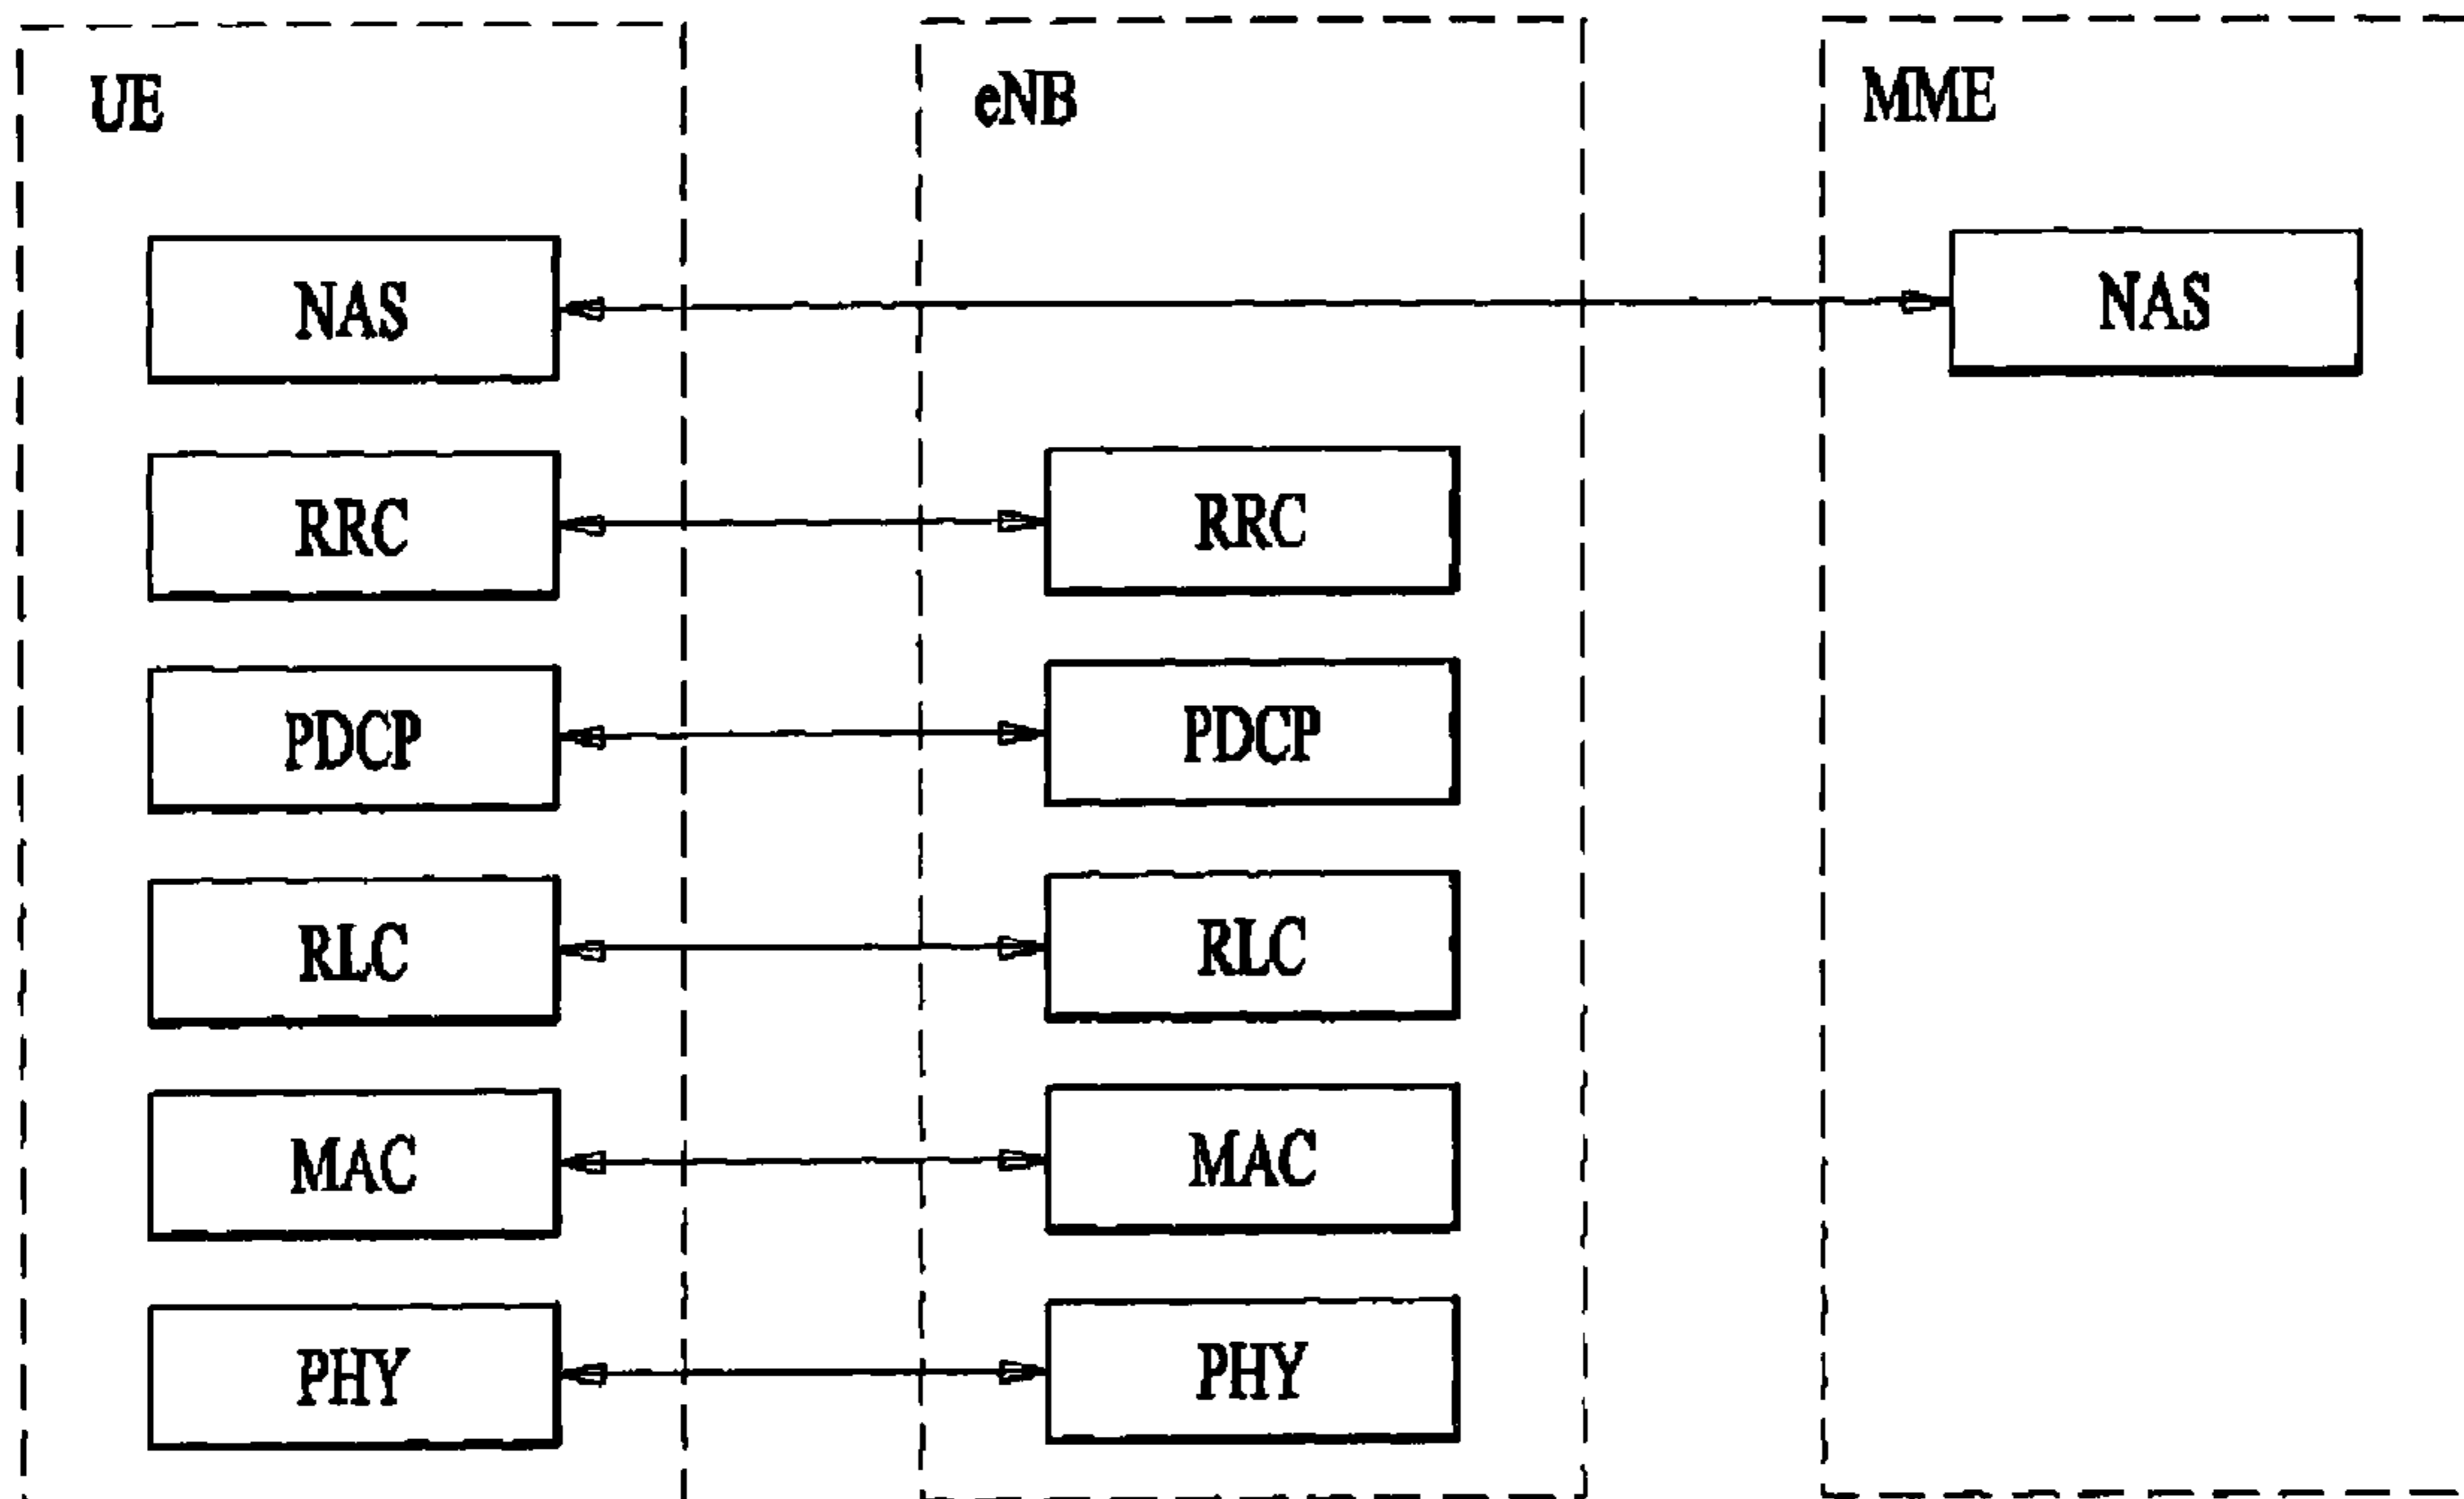 UE eNB MME
NAS NAS
RRC RRC
PDCP PDCP
RLC RLC
MAC MAC
PHY PHY